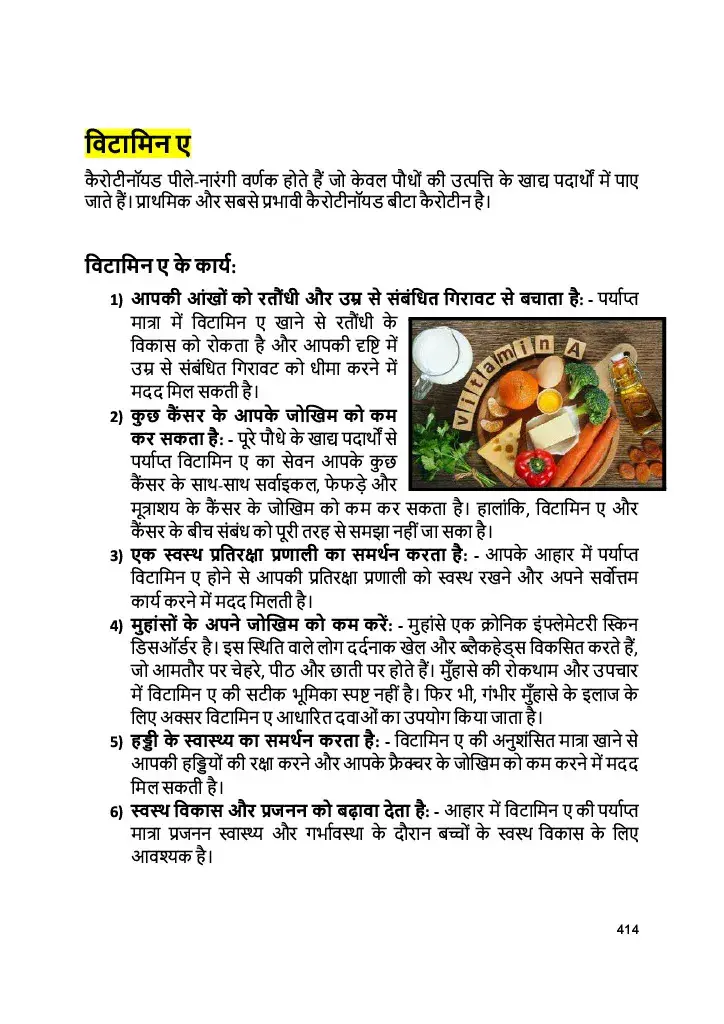 विटामिन ए
कैरोटीनॉयड पीले-नारंगी वर्णक होते हैं जो केवल पौधों की उत्पत्ति के खाद्य पदार्थों में पाए
जाते हैं। प्राथमिक और सबसे प्रभावी कैरोटीनॉयड बीटा कैरोटीन है।
विटामिन ए के कार्य:
1) आपकी आंखों को रतौंधी और उम्र से संबंधित गिरावट से बचाता है: - पर्याप्त
मात्रा में विटामिन ए खाने से रतौंधी के
विकास को रोकता है और आपकी दृष्टि में
उम्र से संबंधित गिरावट को धीमा करने में
मदद मिल सकती है।
vitamin A
2) कुछ कैंसर के आपके जोखिम को कम
कर सकता है: - पूरे पौधे के खाद्य पदार्थों से
पर्याप्त विटामिन ए का सेवन आपके कुछ
कैंसर के साथ-साथ सर्वाइकल, फेफड़े और
मूत्राशय के कैंसर के जोखिम को कम कर सकता है। हालांकि, विटामिन ए और
कैंसर के बीच संबंध को पूरी तरह से समझा नहीं जा सका है।
3) एक स्वस्थ प्रतिरक्षा प्रणाली का समर्थन करता है: - आपके आहार में पर्याप्त
विटामिन ए होने से आपकी प्रतिरक्षा प्रणाली को स्वस्थ रखने और अपने सर्वोत्तम
कार्य करने में मदद मिलती है।
4) मुहांसों के अपने जोखिम को कम करें: - मुहांसे एक क्रोनिक इंफ्लेमेटरी स्किन
डिसऑर्डर है। इस स्थिति वाले लोग दर्दनाक खेल और ब्लैकहेड्स विकसित करते हैं,
जो आमतौर पर चेहरे, पीठ और छाती पर होते हैं। मुँहासे की रोकथाम और उपचार
में विटामिन ए की सटीक भूमिका स्पष्ट नहीं है। फिर भी, गंभीर मुँहासे के इलाज के
लिए अक्सर विटामिन ए आधारित दवाओं का उपयोग किया जाता है।
5) हड्डी के स्वास्थ्य का समर्थन करता है: - विटामिन ए की अनुशंसित मात्रा खाने से
आपकी हड्डियों की रक्षा करने और आपके फ्रैक्चर के जोखिम को कम करने में मदद
मिल सकती है।
6) स्वस्थ विकास और प्रजनन को बढ़ावा देता है: - आहार में विटामिन ए की पर्याप्त
मात्रा प्रजनन स्वास्थ्य और गर्भावस्था के दौरान बच्चों के स्वस्थ विकास के लिए
आवश्यक है।
414